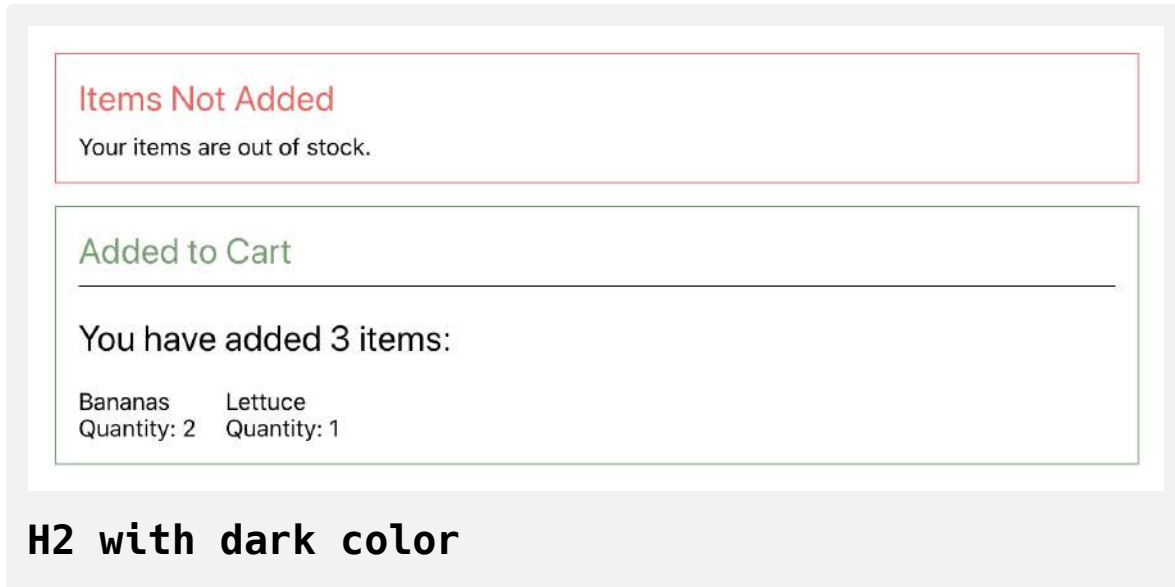 Items Not Added
Your items are out of stock.
Added to Cart
You have added 3 items:
Bananas Lettuce
Quantity: 2 Quantity: 1
H2 with dark color